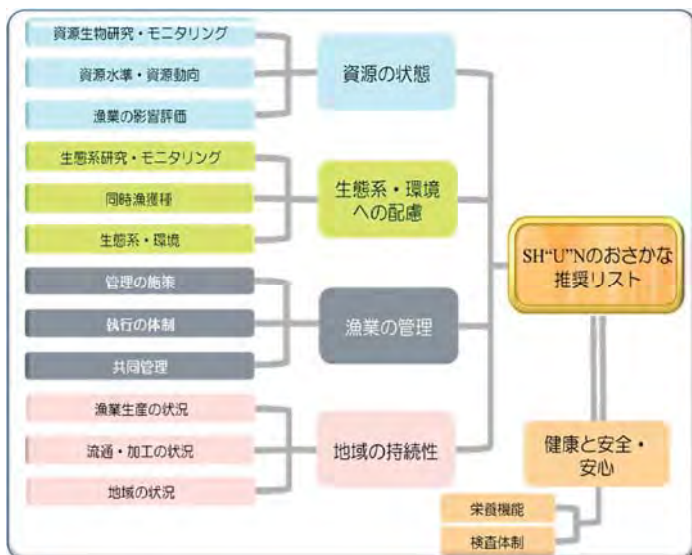 資源生物研究・モニタリング
資源水準・資源動向
漁業の影響評価
資源の状態
生態系研究・モニタリング
同時漁獲種
生態系・環境
生態系・環境
への配慮
管理の施策
執行の体制
共同管理
漁業の管理
漁業生産の状況
流通・加工の状況
地域の状況
地域の持続性
SH“U”Nのおさかな
推奨リスト
健康と安全・
安心
栄養機能
検査体制